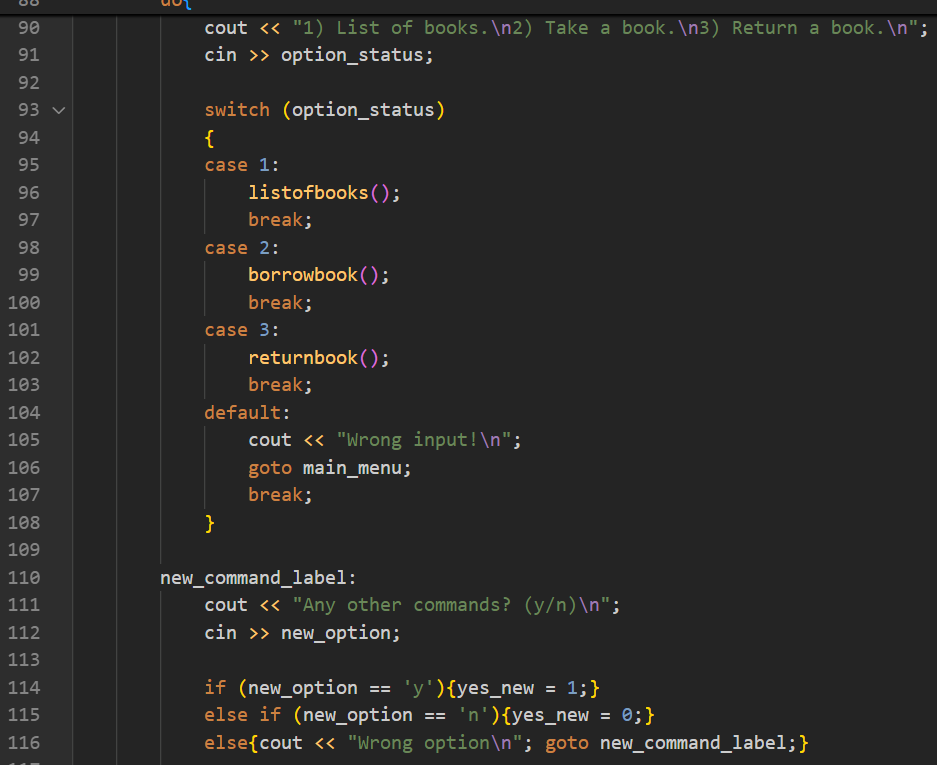 88 do{
90 cout << "1) List of books.\n2) Take a book.\n3) Return a book.\n";
91 cin >> option_status;
92
93 switch (option_status)
94 {
95 case 1:
96 listofbooks();
97 break;
98 case 2:
99 borrowbook();
100 break;
101 case 3:
102 returnbook();
103 break;
104 default:
105 cout << "Wrong input!\n";
106 goto main_menu;
107 break;
108 }
109
110 new_command_label:
111 cout << "Any other commands? (y/n)\n";
112 cin >> new_option;
113
114 if (new_option == 'y'){yes_new = 1;}
115 else if (new_option == 'n'){yes_new = 0;}
116 else{cout << "Wrong option\n"; goto new_command_label;}